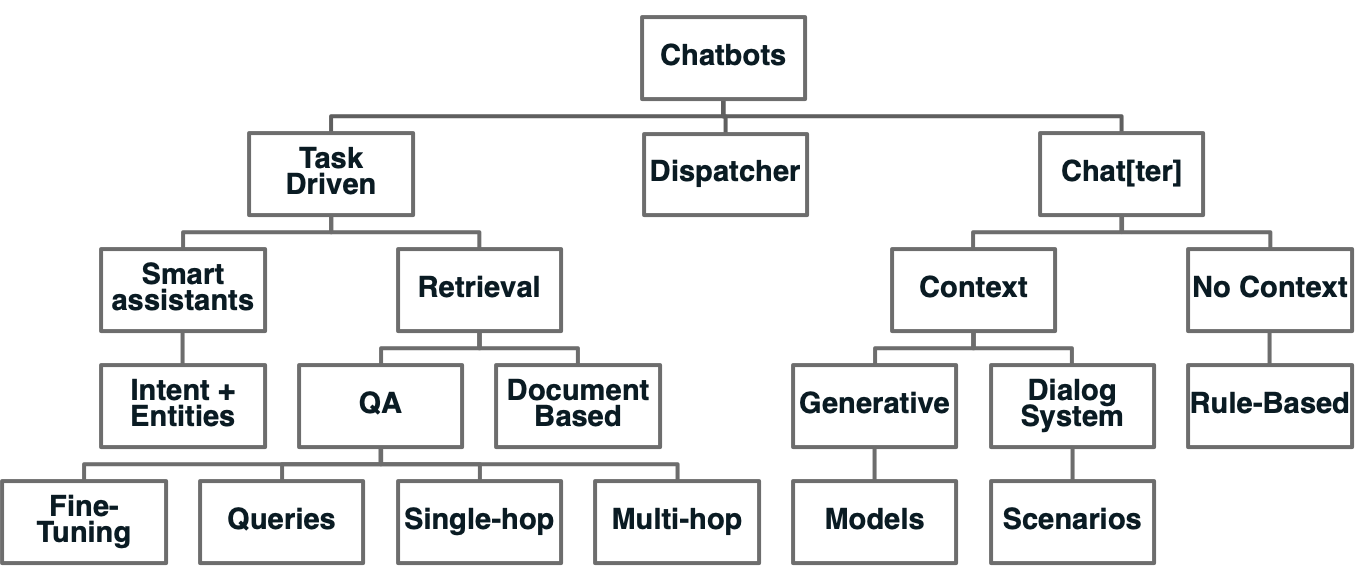 Chatbots
Task
Driven
Dispatcher
Chat[ter]
Smart
assistants
Retrieval
Context
No Context
Intent +
Entities
QA
Document
Based
Generative
Dialog
System
Rule-Based
Fine-
Tuning
Queries
Single-hop
Multi-hop
Models
Scenarios